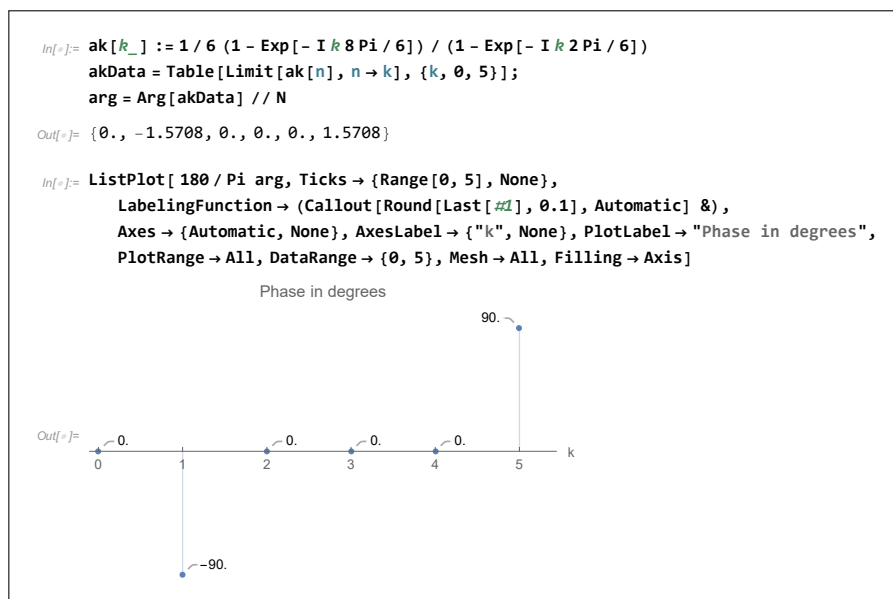 In[◦]:= ak[k_] := 1 / 6 (1 - Exp[- I k 8 Pi / 6]) / (1 - Exp[- I k 2 Pi / 6])
akData = Table[Limit[ak[n], n → k], {k, 0, 5}];
arg = Arg[akData] // N
Out[◦]= {0., -1.5708, 0., 0., 0., 1.5708}
In[◦]:= ListPlot[ 180 / Pi arg, Ticks → {Range[0, 5], None},
LabelingFunction → (Callout[Round[Last[#1], 0.1], Automatic] &),
Axes → {Automatic, None}, AxesLabel → {"k", None}, PlotLabel → "Phase in degrees",
PlotRange → All, DataRange → {0, 5}, Mesh → All, Filling → Axis]
Phase in degrees
90.
Out[◦]= 0. 0. 0. 0.
0 1 2 3 4 5 k
-90.